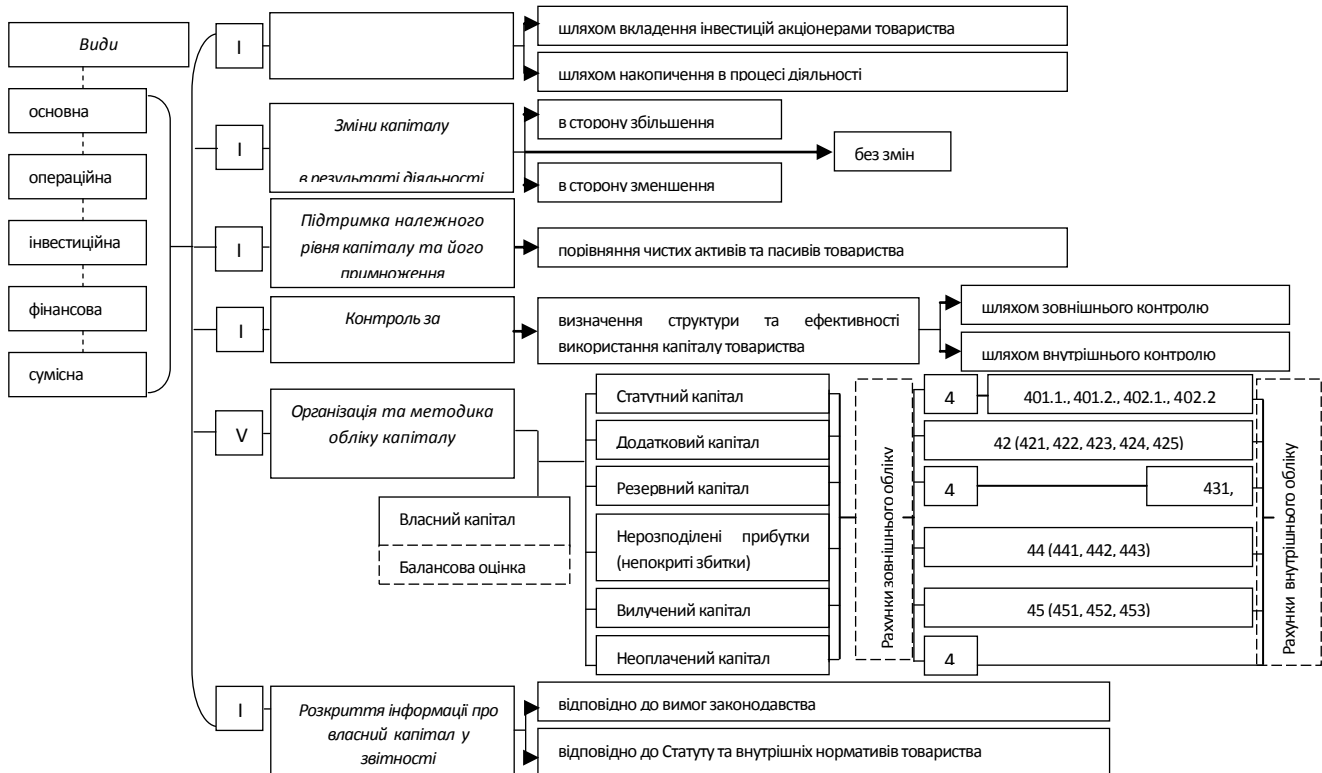 Види
основна
операційна
інвестиційна
фінансова
сумісна
I
шляхом вкладення інвестицій акціонерами товариства
шляхом накопичення в процесі діяльності
I
Зміни капіталу
в результаті діяльності
в сторону збільшення
без змін
в сторону зменшення
I
Підтримка належного
рівня капіталу та його
примноження
порівняння чистих активів та пасивів товариства
I
Контроль за
визначення структури та ефективності
використання капіталу товариства
шляхом зовнішнього контролю
шляхом внутрішнього контролю
V
Організація та методика
обліку капіталу
Власний капітал
Балансова оцінка
Статутний капітал
Додатковий капітал
Резервний капітал
Нерозподілені прибутки
(непокриті збитки)
Вилучений капітал
Неоплачений капітал
Рахунки зовнішнього обліку
4
401.1., 401.2., 402.1., 402.2
42 (421, 422, 423, 424, 425)
4
431,
44 (441, 442, 443)
45 (451, 452, 453)
4
Рахунки внутрішнього обліку
I
Розкриття інформації про
власний капітал у
звітності
відповідно до вимог законодавства
відповідно до Статуту та внутрішніх нормативів товариства